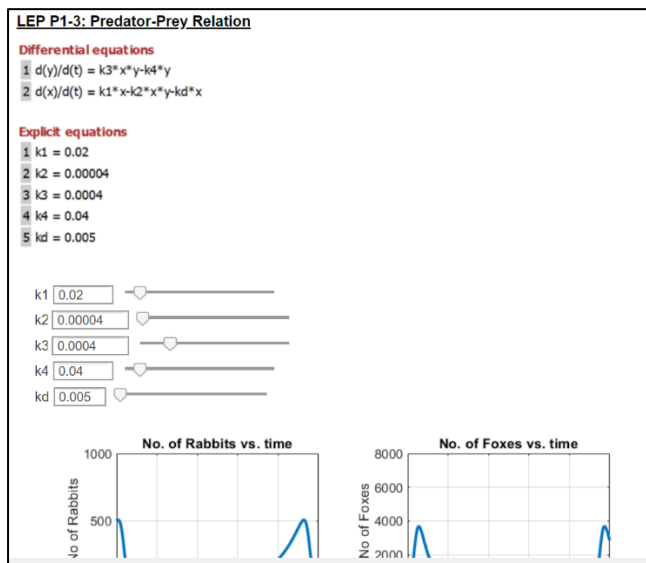 LEP P1-3: Predator-Prey Relation
Differential equations
1 d(y)/d(t) = k3*x*y-k4*y
2 d(x)/d(t) = k1*x-k2*x*y-kd*x
Explicit equations
1 k1 = 0.02
2 k2 = 0.00004
3 k3 = 0.0004
4 k4 = 0.04
5 kd = 0.005
k1 0.02
k2 0.00004
k3 0.0004
k4 0.04
kd 0.005
No. of Rabbits vs. time
1000
500
No of Rabbits
No. of Foxes vs. time
8000
6000
4000
2000
No of Foxes